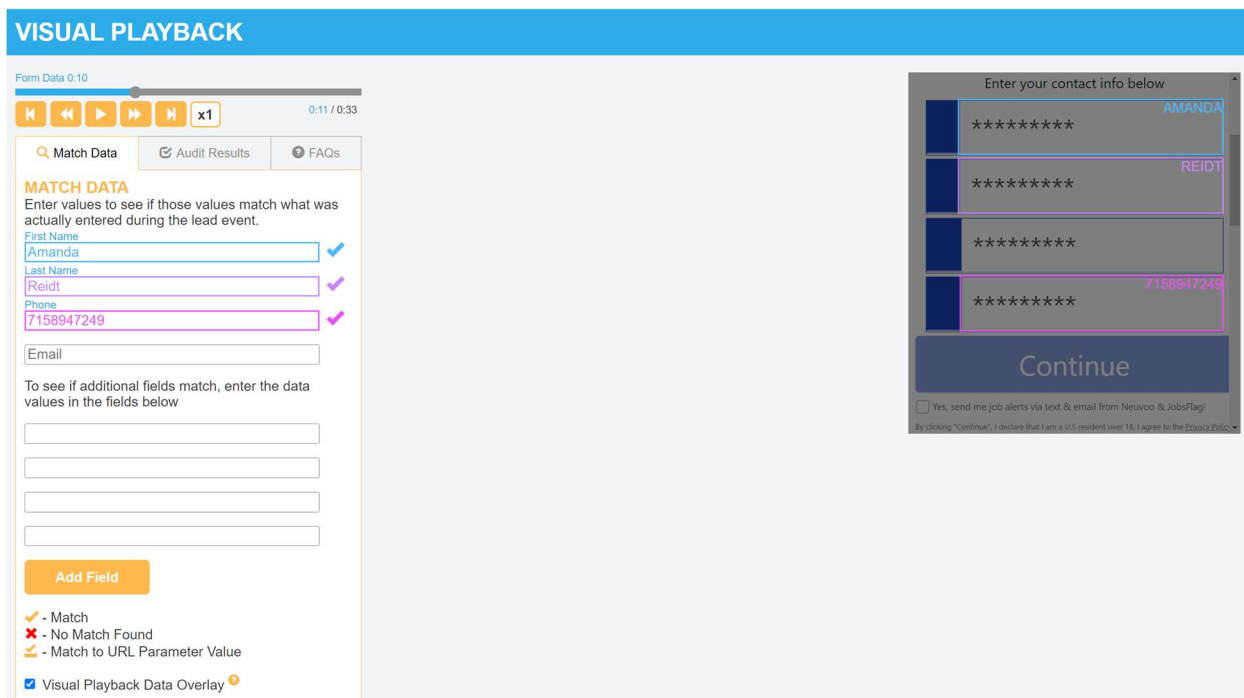 VISUAL PLAYBACK
Form Data 0:10
x1
0:11 / 0:33
Match Data
Audit Results
FAQs
MATCH DATA
Enter values to see if those values match what was
actually entered during the lead event.
First Name
Amanda
Last Name
Reidt
Phone
7158947249
Email
To see if additional fields match, enter the data
values in the fields below
Add Field
- Match
- No Match Found
- Match to URL Parameter Value
Visual Playback Data Overlay
Enter your contact info below
AMANDA
*********
REIDT
*********
*********
7158947249
*********
Continue
Yes, send me job alerts via text & email from Neuvoo & JobsFlag!
By clicking "Continue", I declare that I am a U.S resident over 18, I agree to the Privacy Policy